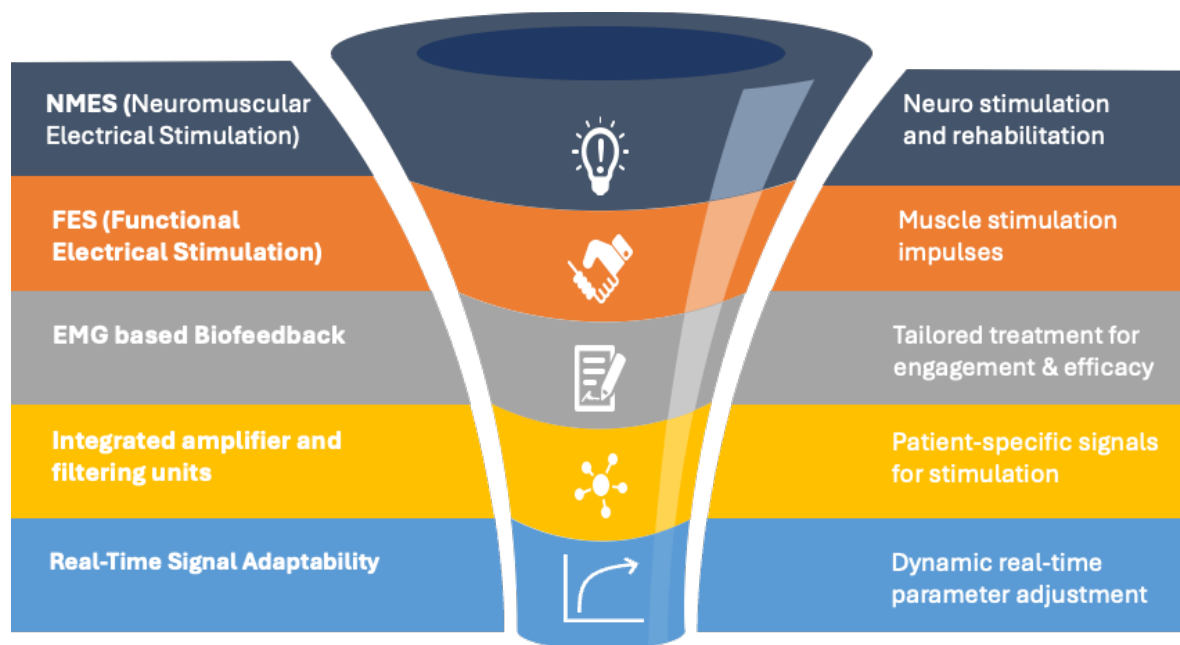 NMES (Neuromuscular
Electrical Stimulation)
Neuro stimulation
and rehabilitation
FES (Functional
Electrical Stimulation)
Muscle stimulation
impulses
EMG based Biofeedback
Tailored treatment for
engagement & efficacy
Integrated amplifier and
filtering units
Patient-specific signals
for stimulation
Real-Time Signal Adaptability
Dynamic real-time
parameter adjustment